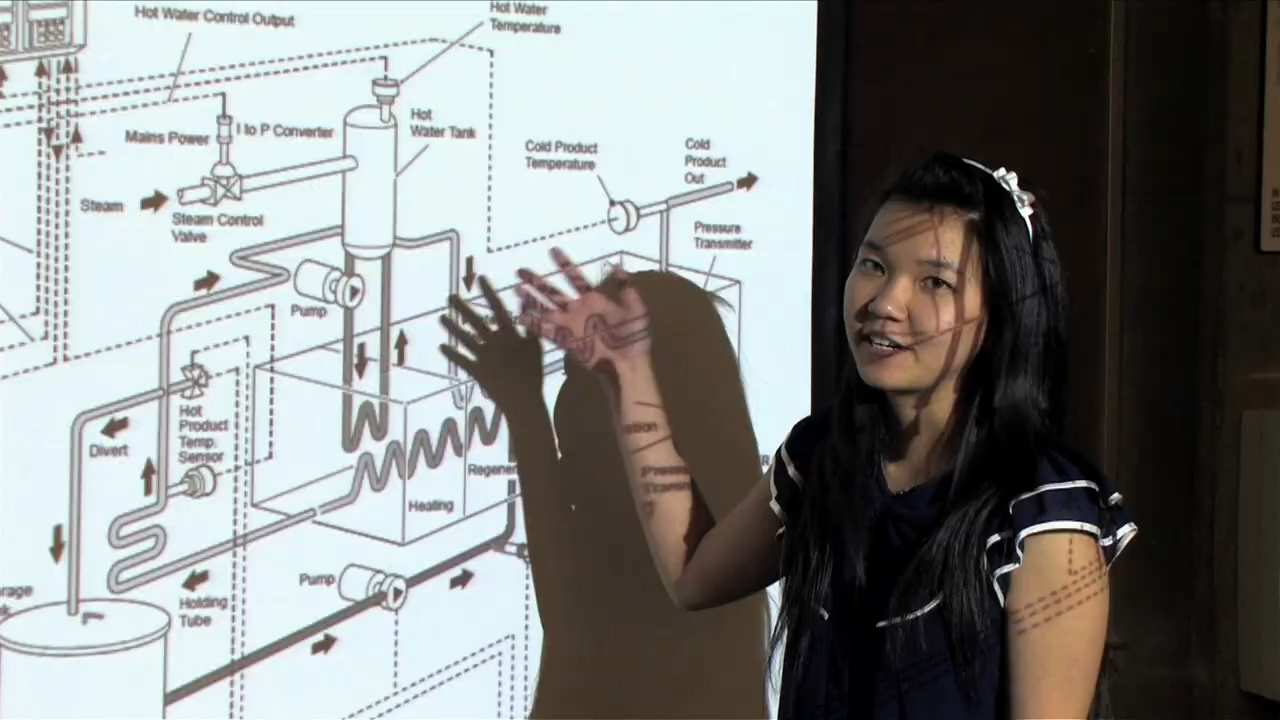 Hot Water Control Output
Hot Water
Temperature
Mains Power
I to P Converter
Hot
Water Tank
Cold Product
Temperature
Cold
Product
Out
Steam
Steam Control
Valve
Pressure
Transmitter
Pump
Hot
Product
Temp.
Sensor
Divert
Regener
Heating
Pump
Holding
Tube